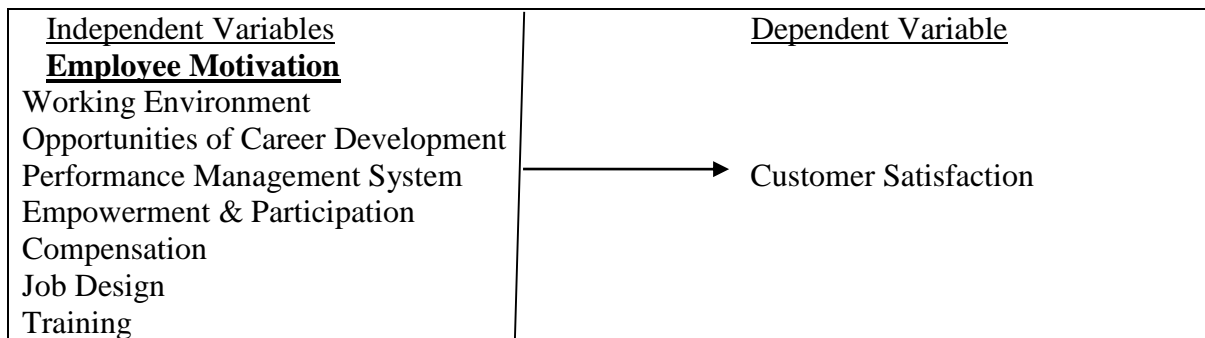 Independent Variables
Dependent Variable
Employee Motivation
Working Environment
Opportunities of Career Development
Performance Management System
Customer Satisfaction
Empowerment & Participation
Compensation
Job Design
Training